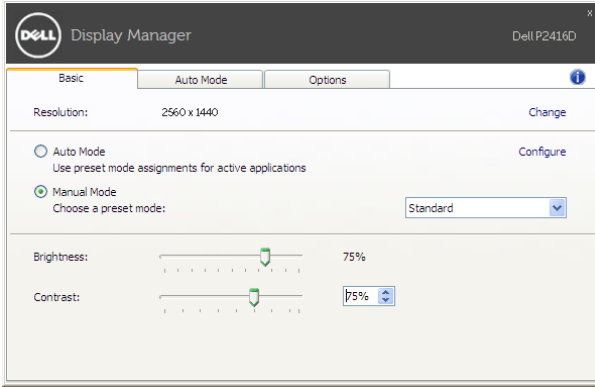 DELL Display Manager
x
Dell P2416D
Basic Auto Mode Options
Resolution: 2560 x 1440 Change
Auto Mode Configure
Use preset mode assignments for active applications
Manual Mode
Choose a preset mode: Standard
Brightness: 75%
Contrast: 75%